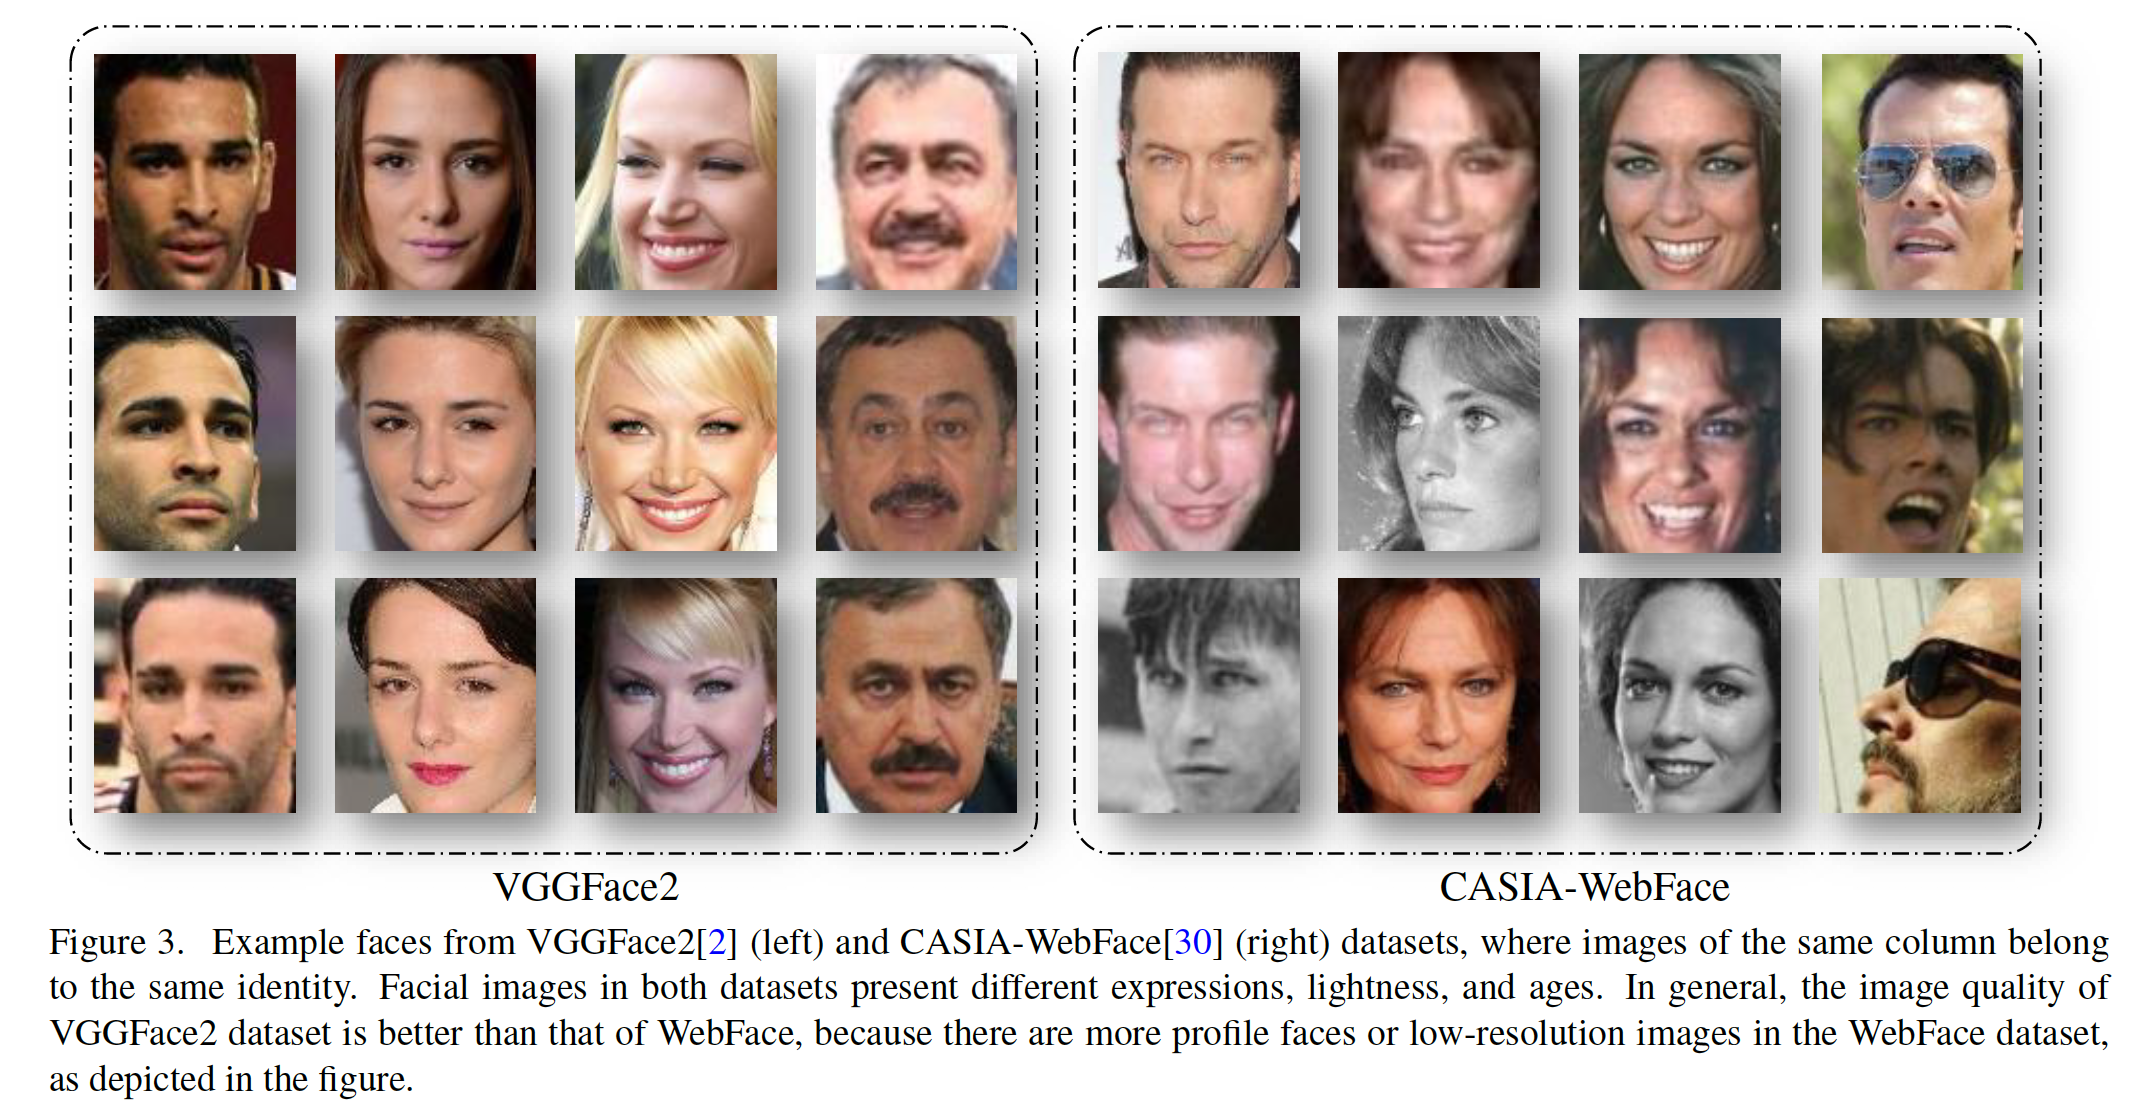 VGGFace2
CASIA-WebFace
Figure 3. Example faces from VGGFace2[2] (left) and CASIA-WebFace[30] (right) datasets, where images of the same column belong
to the same identity. Facial images in both datasets present different expressions, lightness, and ages. In general, the image quality of
VGGFace2 dataset is better than that of WebFace, because there are more profile faces or low-resolution images in the WebFace dataset,
as depicted in the figure.